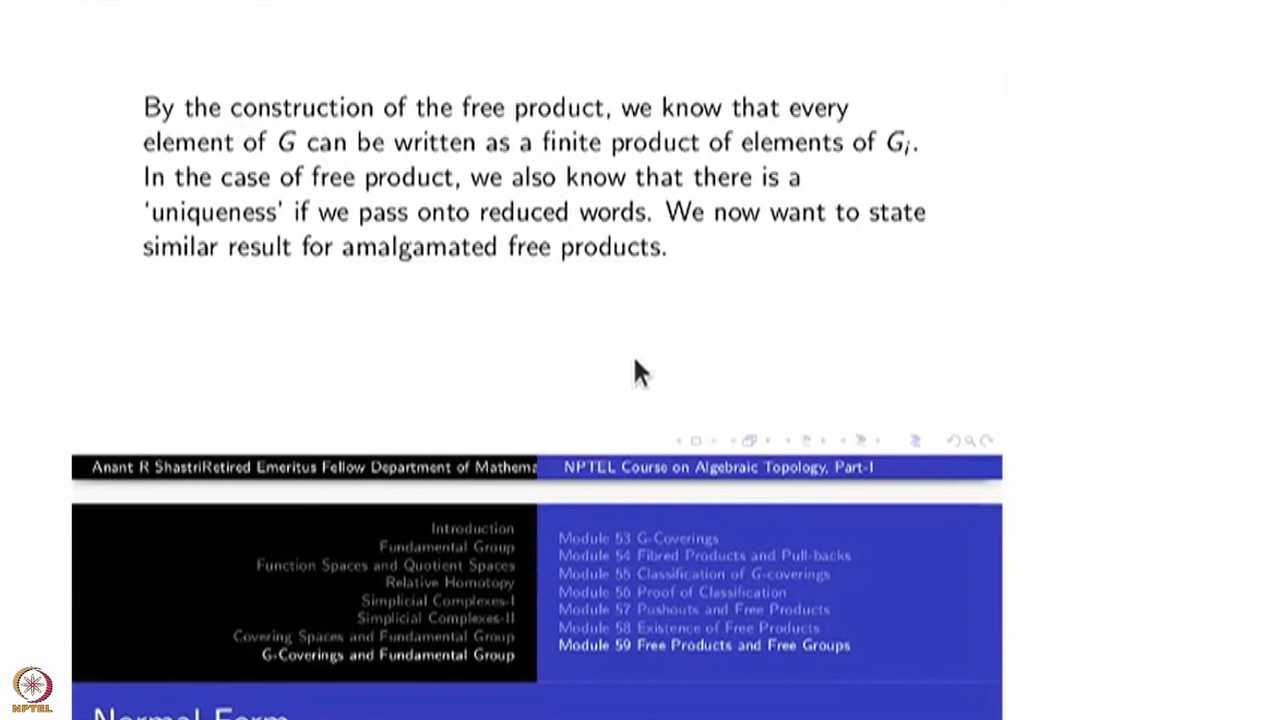 By the construction of the free product, we know that every
element of G can be written as a finite product of elements of Gᵢ.
In the case of free product, we also know that there is a
‘uniqueness’ if we pass onto reduced words. We now want to state
similar result for amalgamated free products.
Anant R ShastriRetired Emeritus Fellow Department of Mathema
NPTEL Course on Algebraic Topology, Part-I
Introduction
Fundamental Group
Function Spaces and Quotient Spaces
Relative Homotopy
Simplicial Complexes-I
Simplicial Complexes-II
Covering Spaces and Fundamental Group
G-Coverings and Fundamental Group
Module 53 G-Coverings
Module 54 Fibred Products and Pull-backs
Module 55 Classification of G-coverings
Module 56 Proof of Classification
Module 57 Pushouts and Free Products
Module 58 Existence of Free Products
Module 59 Free Products and Free Groups
Normal Form
NPTEL